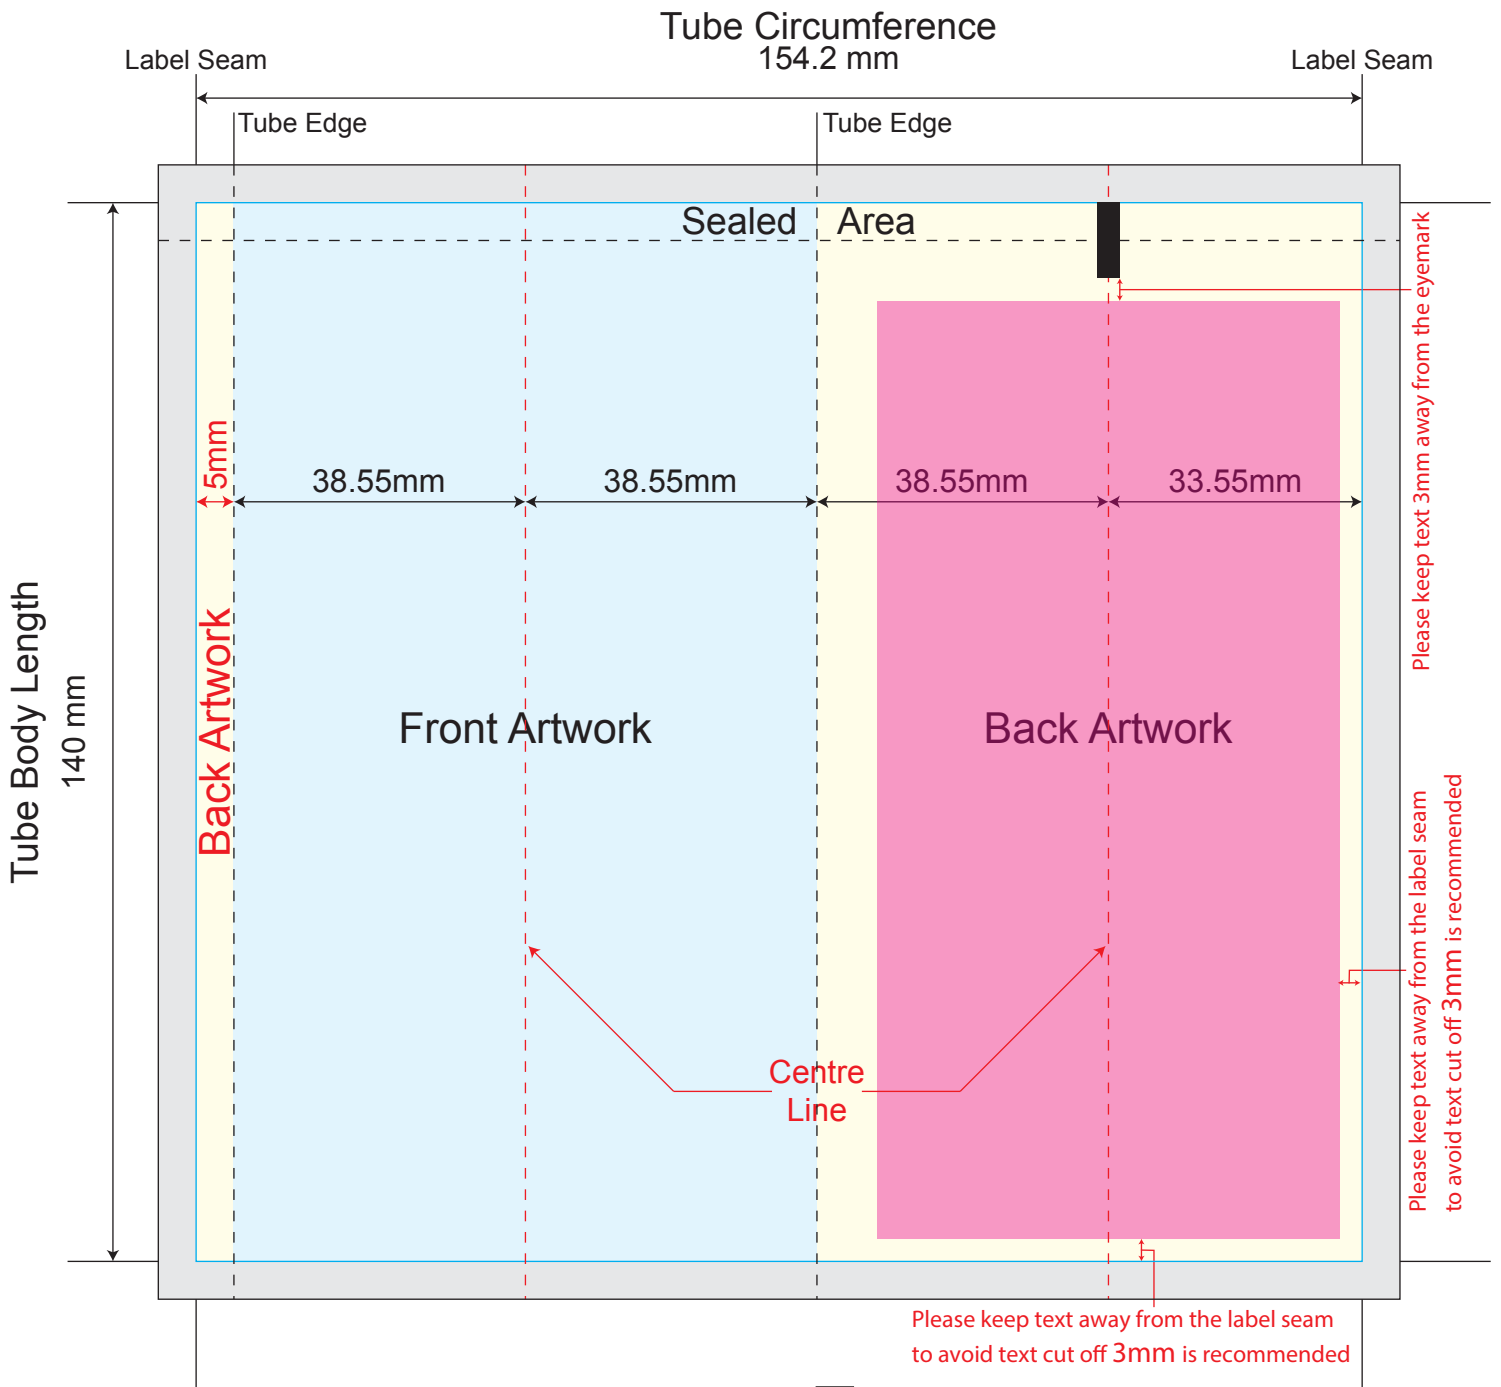 Tube Circumference
154.2 mm
Label Seam
Label Seam
Tube Edge
Tube Edge
Sealed Area
Please keep text 3mm away from the eyemark
5mm
38.55mm
38.55mm
38.55mm
33.55mm
Tube Body Length
140 mm
Back Artwork
Front Artwork
Back Artwork
Please keep text away from the label seam
to avoid text cut off 3mm is recommended
Centre
Line
Please keep text away from the label seam
to avoid text cut off 3mm is recommended